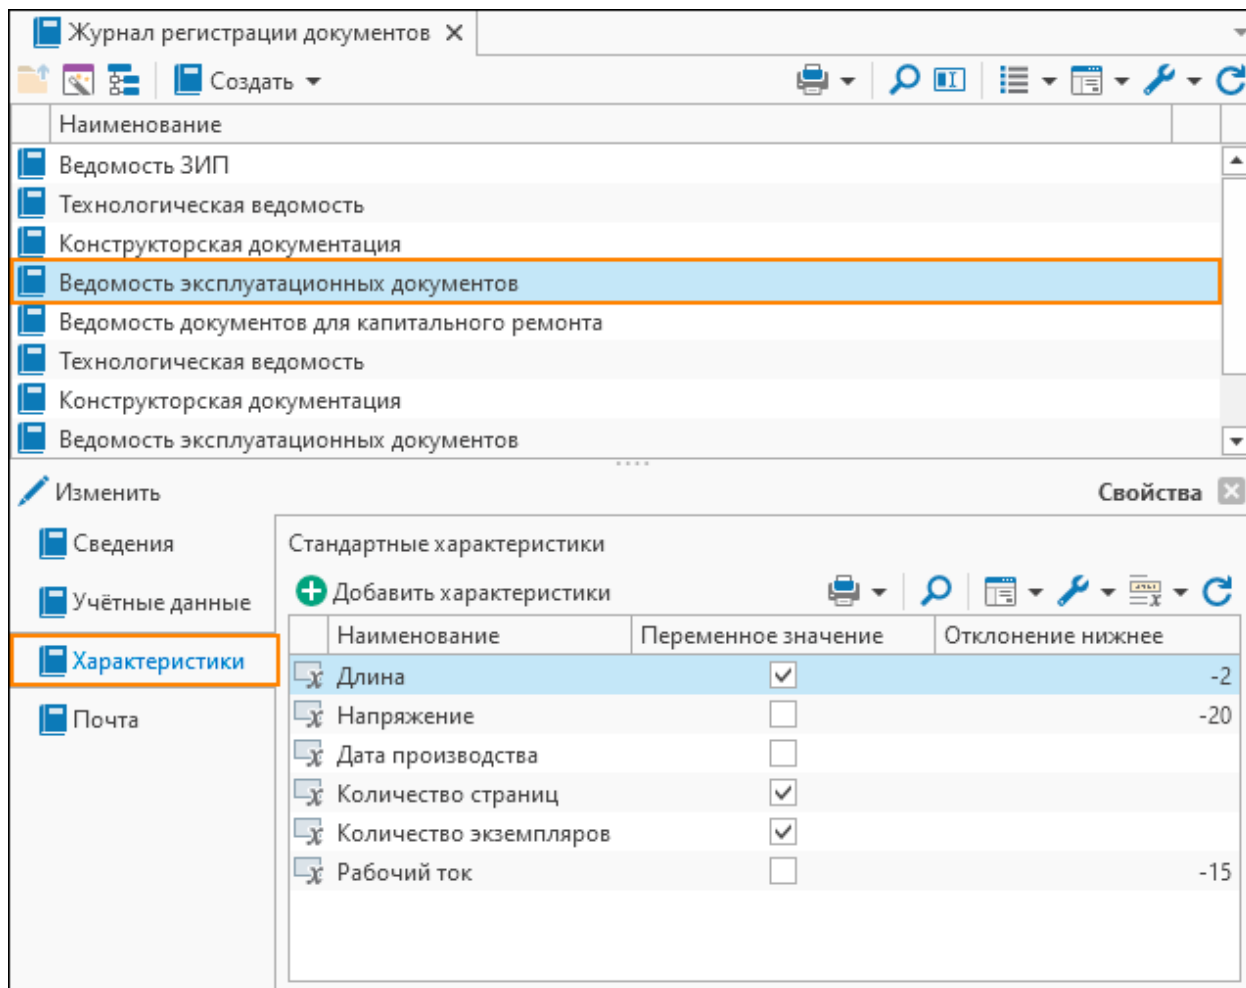 Журнал регистрации документов
Создать
Наименование
Ведомость ЗИП
Технологическая ведомость
Конструкторская документация
Ведомость эксплуатационных документов
Ведомость документов для капитального ремонта
Технологическая ведомость
Конструкторская документация
Ведомость эксплуатационных документов
Изменить Свойства
Сведения
Учётные данные
Характеристики
Почта
Стандартные характеристики
Добавить характеристики
Наименование Переменное значение Отклонение нижнее
Длина -2
Напряжение -20
Дата производства
Количество страниц
Количество экземпляров
Рабочий ток -15